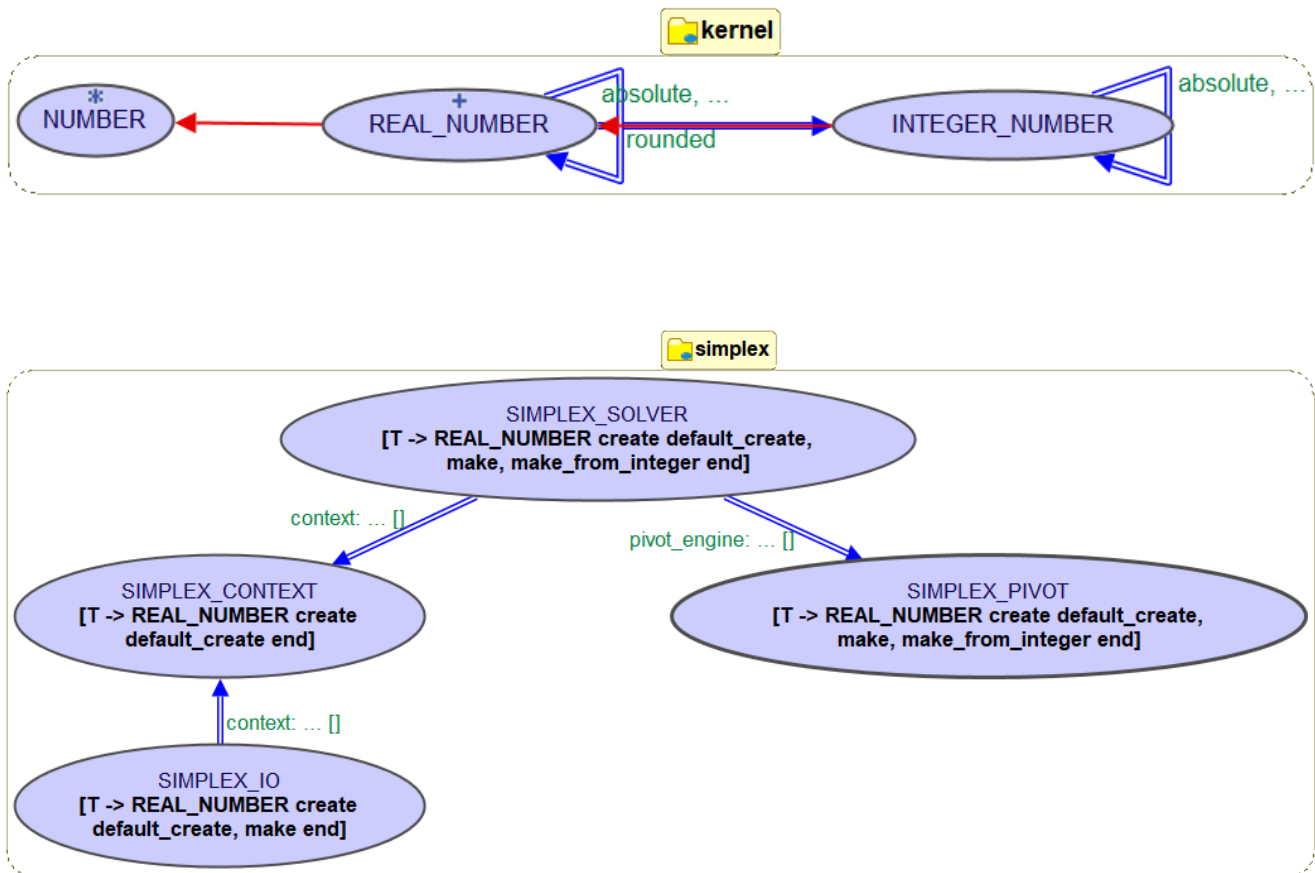 kernel
*
NUMBER
+
REAL_NUMBER
absolute, ...
rounded
INTEGER_NUMBER
absolute, ...
simplex
SIMPLEX_SOLVER
[T -> REAL_NUMBER create default_create,
make, make_from_integer end]
context: ... []
pivot_engine: ... []
SIMPLEX_CONTEXT
[T -> REAL_NUMBER create
default_create end]
SIMPLEX_PIVOT
[T -> REAL_NUMBER create default_create,
make, make_from_integer end]
context: ... []
SIMPLEX_IO
[T -> REAL_NUMBER create
default_create, make end]